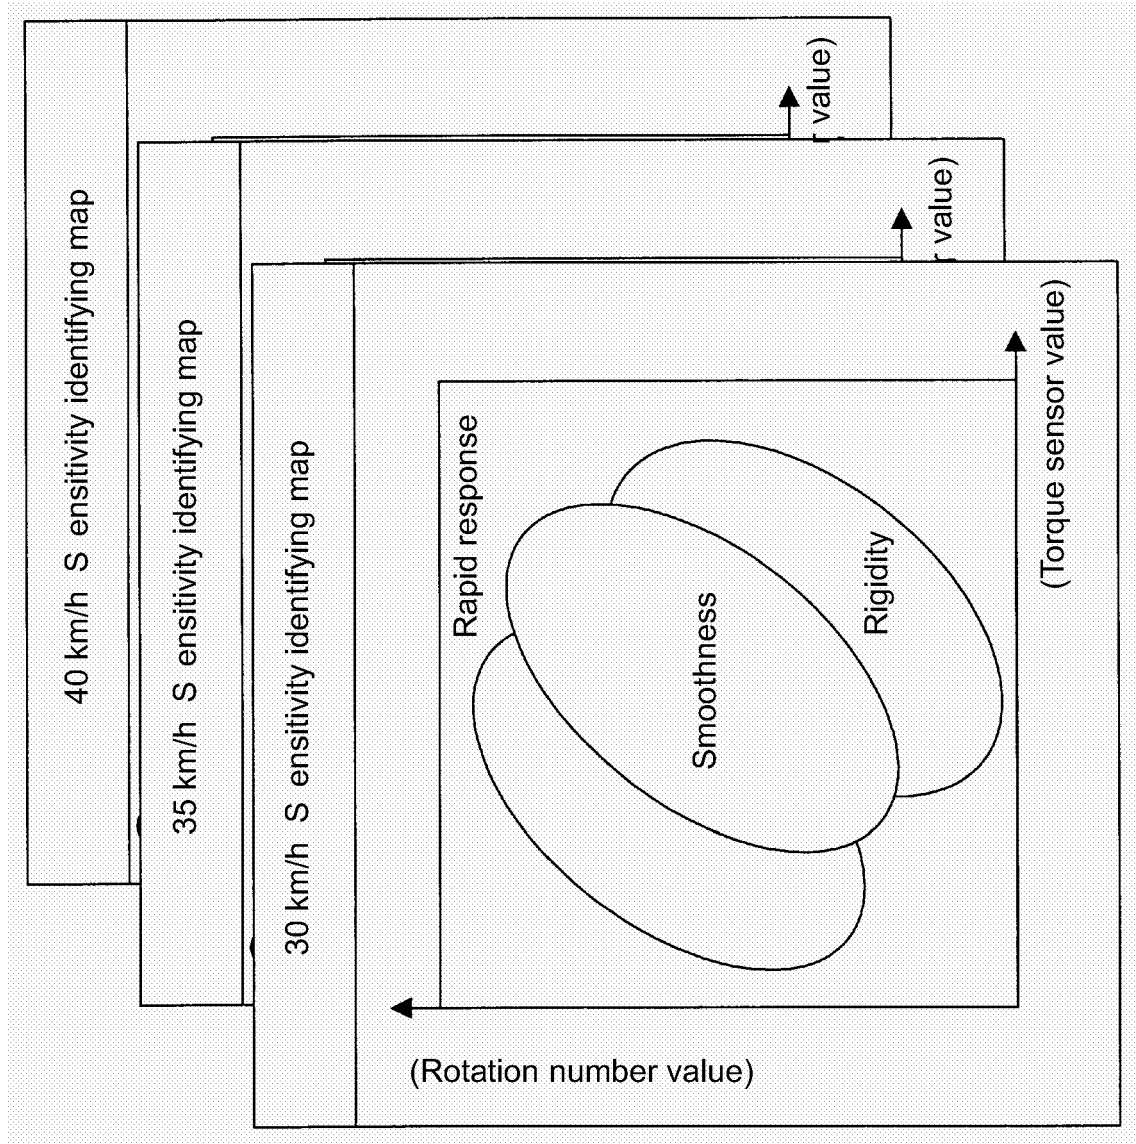 40 km/h S ensitivity identifying map
r value)
35 km/h S ensitivity identifying map
r value)
30 km/h S ensitivity identifying map
Rapid response
Smoothness
Rigidity
(Torque sensor value)
(Rotation number value)